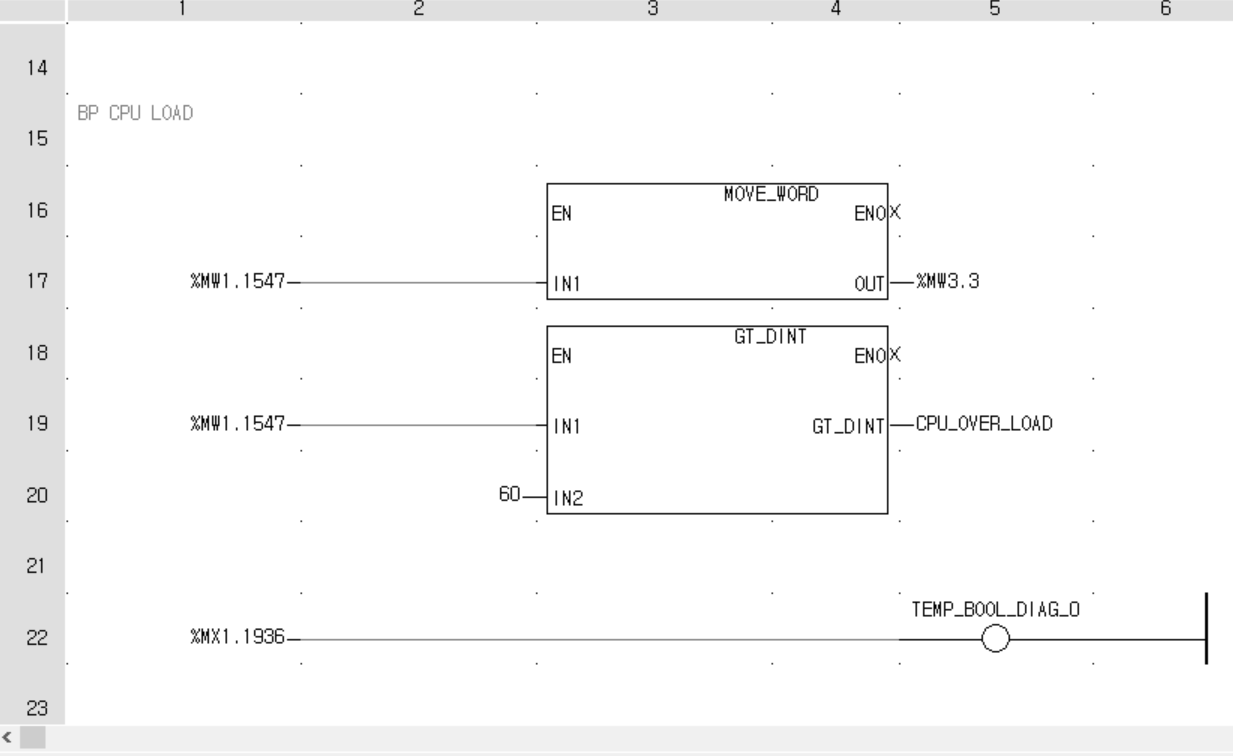 1 2 3 4 5 6
14
BP CPU LOAD
15
MOVE_WORD
16 EN ENO
17 %MW1.1547 IN1 OUT %MW3.3
GT_DINT
18 EN ENO
19 %MW1.1547 IN1 GT_DINT CPU_OVER_LOAD
20 60 IN2
21
TEMP_BOOL_DIAG_0
22 %MX1.1936
23